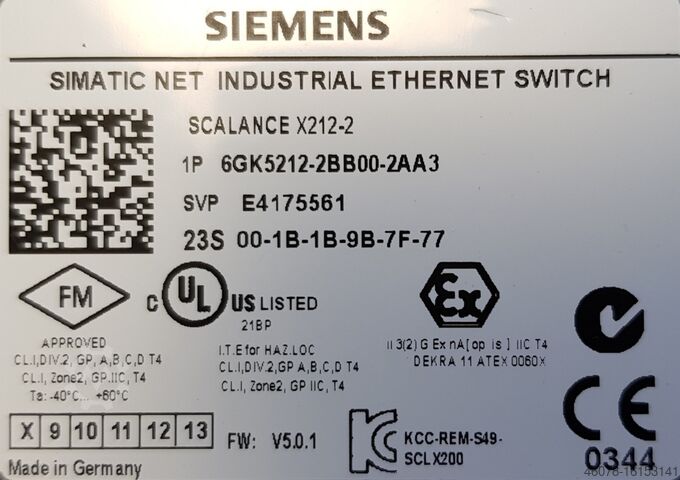 SIEMENS
SIMATIC NET INDUSTRIAL ETHERNET SWITCH
SCALANCE X212-2
1P 6GK5212-2BB00-2AA3
SVP E4175561
23S 00-1B-1B-9B-7F-77
FM
APPROVED
CL.I,DIV.2, GP, A,B,C,D T4
CL.I, Zone2, GP.IIC, T4
Ta: -40°C... +60°C
C UL US LISTED
21BP
I.T.E for HAZ.LOC
CL.I,DIV.2,GP A,B,C,D T4
CL.I, Zone2, GP IIC, T4
Ex
II 3(2) G Ex nA[op is] IIC T4
DEKRA 11 ATEX 0060X
X 9 10 11 12 13
FW: V5.0.1
KCC-REM-S49-
SCLX200
CE
0344
Made in Germany
46078-16153141